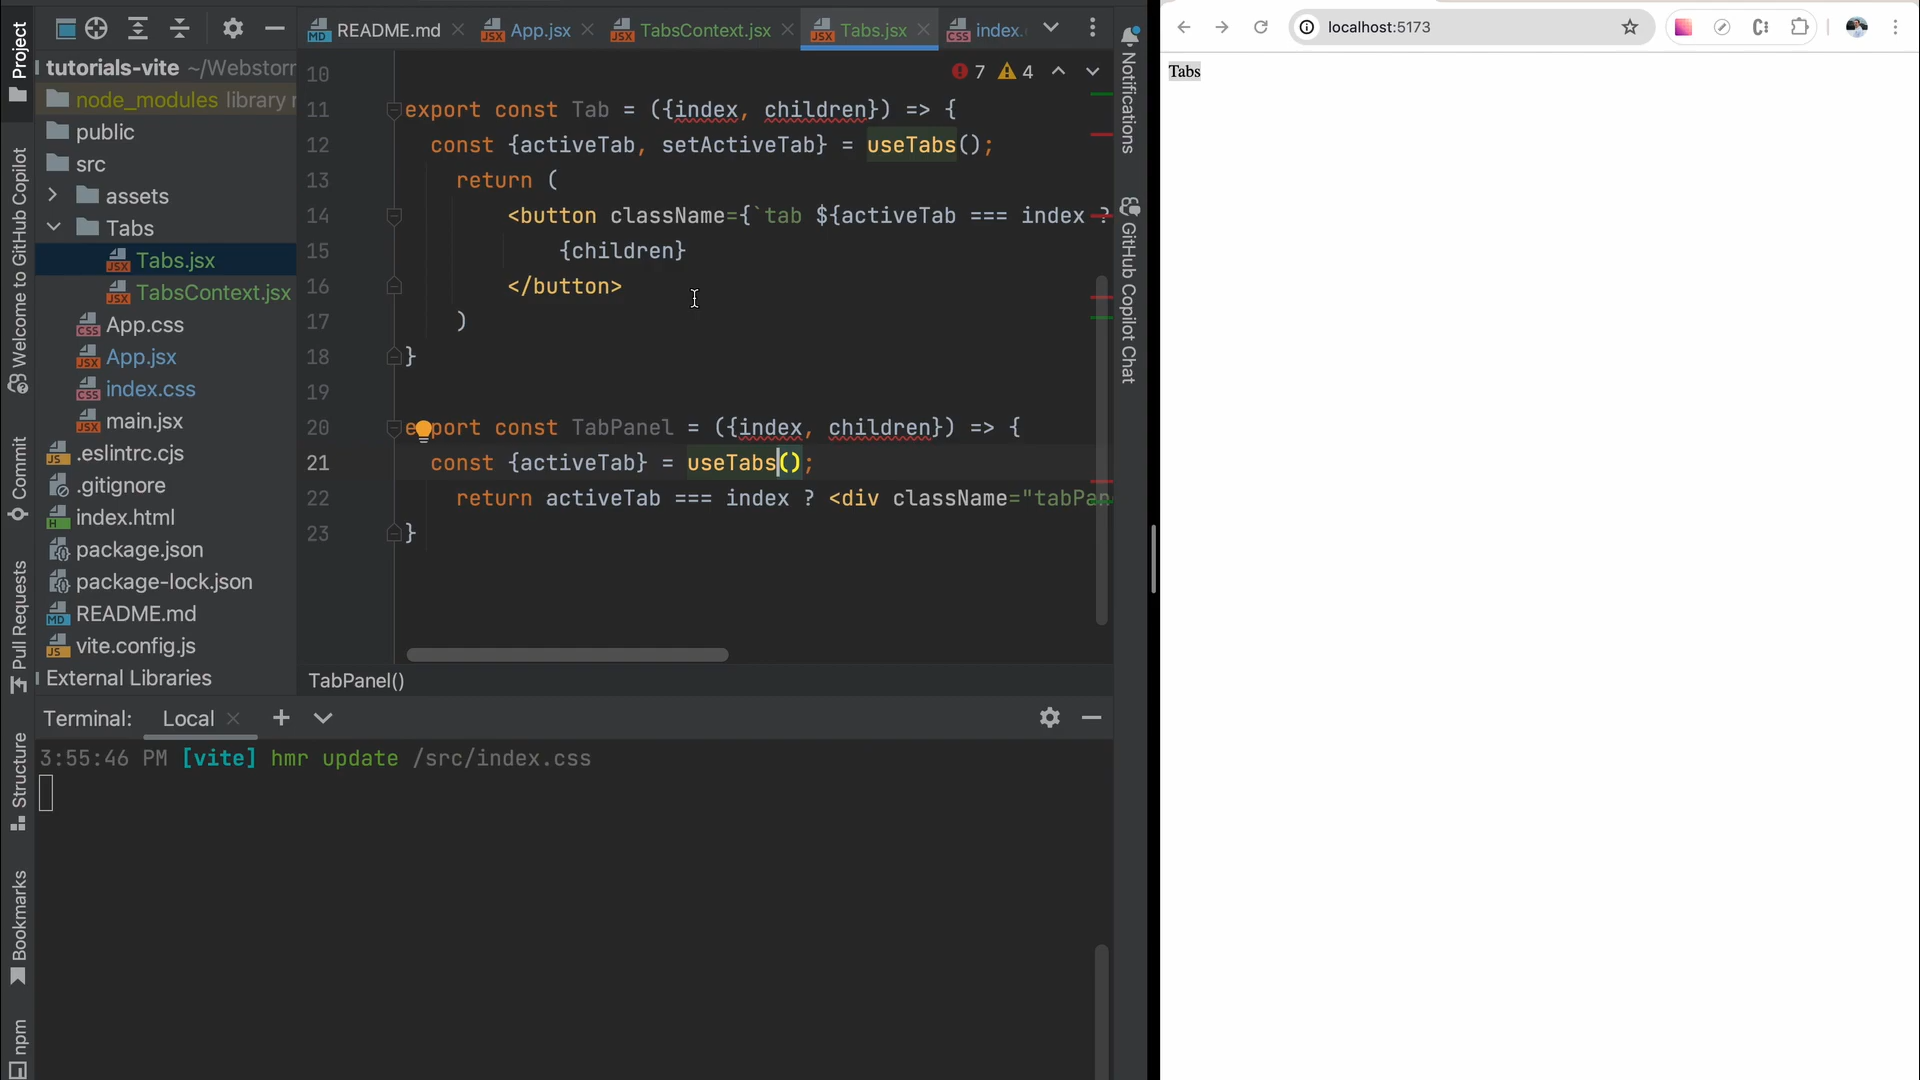 README.md
App.jsx
TabsContext.jsx
Tabs.jsx
index.
localhost:5173
Project
tutorials-vite ~/Webstorr
node_modules library r
public
src
assets
Tabs
Tabs.jsx
TabsContext.jsx
App.css
App.jsx
index.css
main.jsx
.eslintrc.cjs
.gitignore
index.html
package.json
package-lock.json
README.md
vite.config.js
External Libraries
Welcome to GitHub Copilot
Commit
Pull Requests
Structure
Bookmarks
npm
7 4
10
11 export const Tab = ({index, children}) => {
12 const {activeTab, setActiveTab} = useTabs();
13 return (
14 <button className={`tab ${activeTab === index ?
15 {children}
16 </button>
17 )
18 }
19
20 export const TabPanel = ({index, children}) => {
21 const {activeTab} = useTabs();
22 return activeTab === index ? <div className="tabPan
23 }
TabPanel()
Notifications
GitHub Copilot Chat
Terminal: Local
3:55:46 PM [vite] hmr update /src/index.css
Tabs